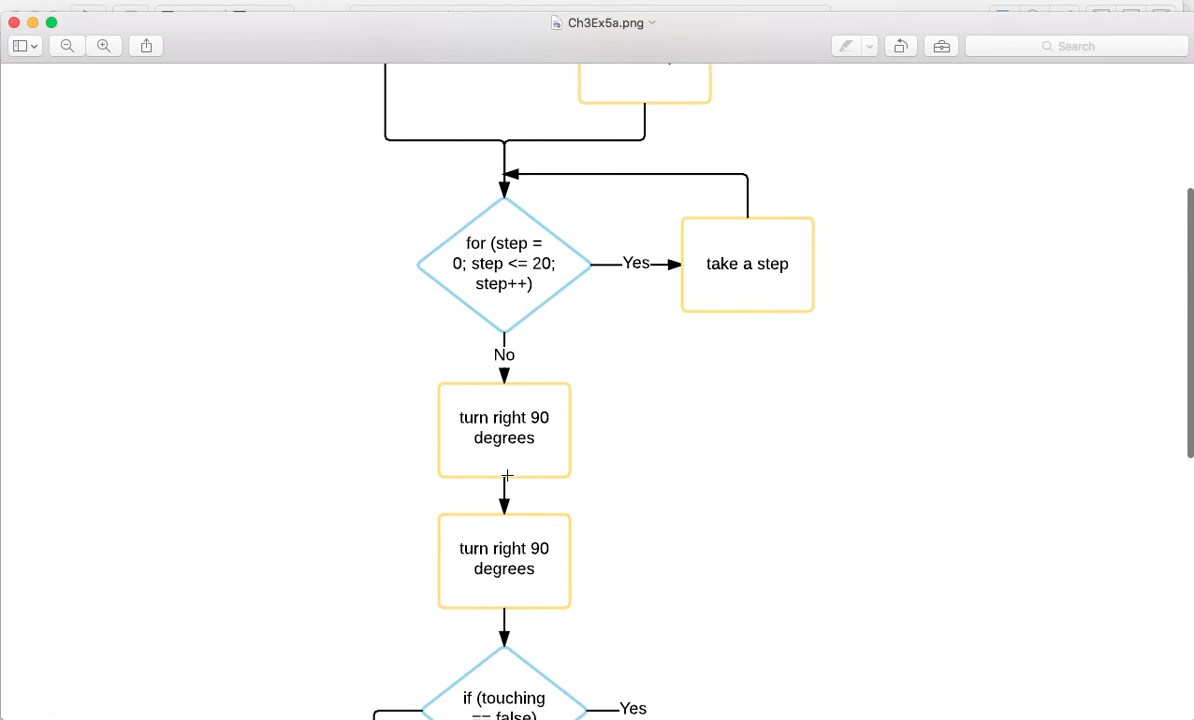 Ch3Ex5a.png
Search
for (step =
0; step <= 20;
step++)
Yes
take a step
No
turn right 90
degrees
turn right 90
degrees
if (touching
== false)
Yes